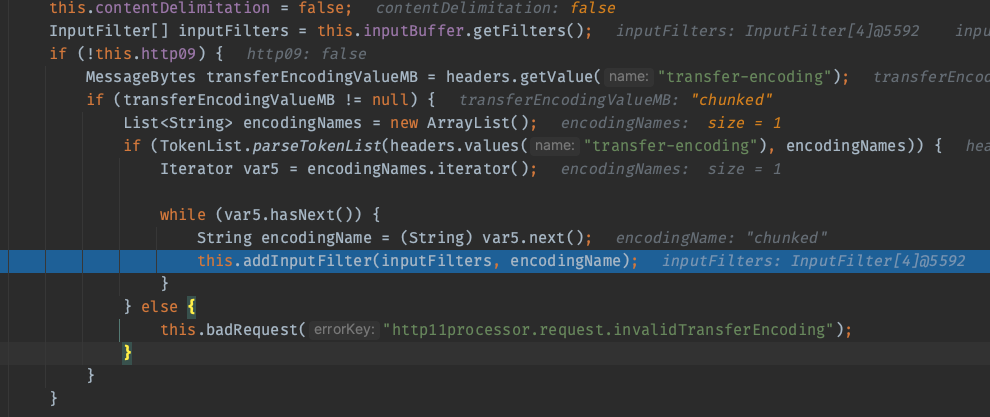 this.contentDelimitation = false;   contentDelimitation: false
InputFilter[] inputFilters = this.inputBuffer.getFilters();   inputFilters: InputFilter[4]@5592
if (!this.http09) {   http09: false
MessageBytes transferEncodingValueMB = headers.getValue( name: "transfer-encoding");
if (transferEncodingValueMB != null) {   transferEncodingValueMB: "chunked"
List<String> encodingNames = new ArrayList();   encodingNames:  size = 1
if (TokenList.parseTokenList(headers.values( name: "transfer-encoding"), encodingNames)) {
Iterator var5 = encodingNames.iterator();   encodingNames:  size = 1
while (var5.hasNext()) {
String encodingName = (String) var5.next();   encodingName: "chunked"
this.addInputFilter(inputFilters, encodingName);   inputFilters: InputFilter[4]@5592
}
} else {
this.badRequest( errorKey: "http11processor.request.invalidTransferEncoding");
}
}
}